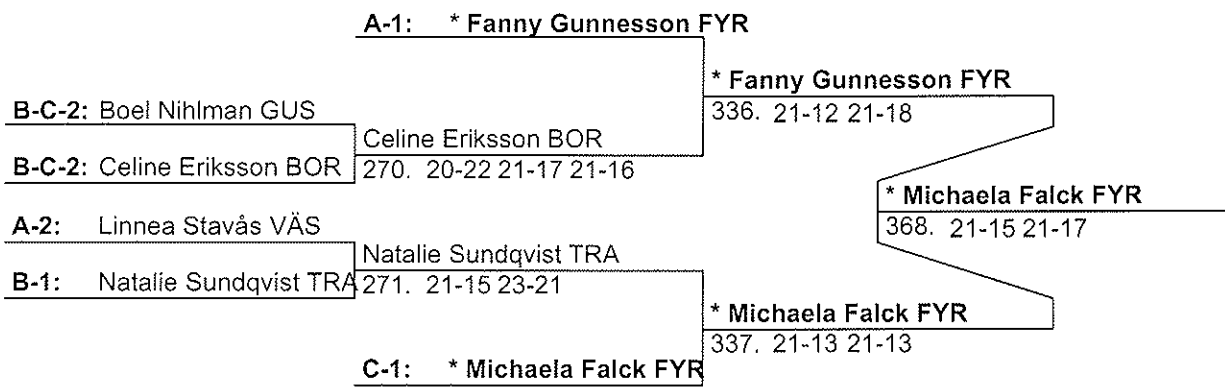 A-1: * Fanny Gunnesson FYR
* Fanny Gunnesson FYR
336. 21-12 21-18
B-C-2: Boel Nihlman GUS
Celine Eriksson BOR
B-C-2: Celine Eriksson BOR
270. 20-22 21-17 21-16
* Michaela Falck FYR
368. 21-15 21-17
A-2: Linnea Stavås VÄS
Natalie Sundqvist TRA
B-1: Natalie Sundqvist TRA
271. 21-15 23-21
* Michaela Falck FYR
337. 21-13 21-13
C-1: * Michaela Falck FYR